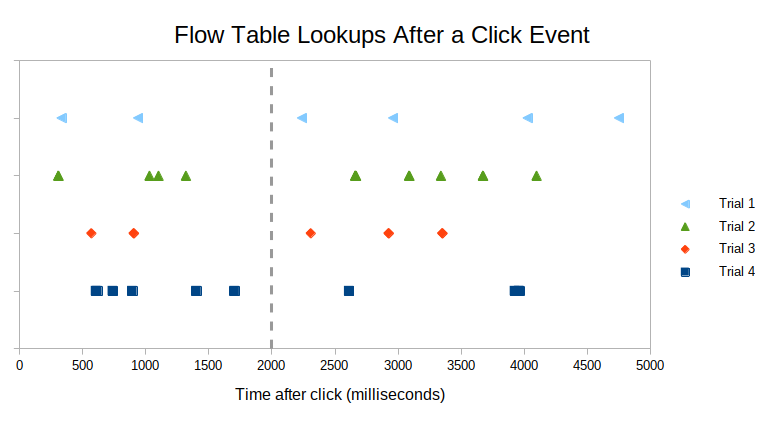 Flow Table Lookups After a Click Event
Trial 1
Trial 2
Trial 3
Trial 4
0 500 1000 1500 2000 2500 3000 3500 4000 4500 5000
Time after click (milliseconds)